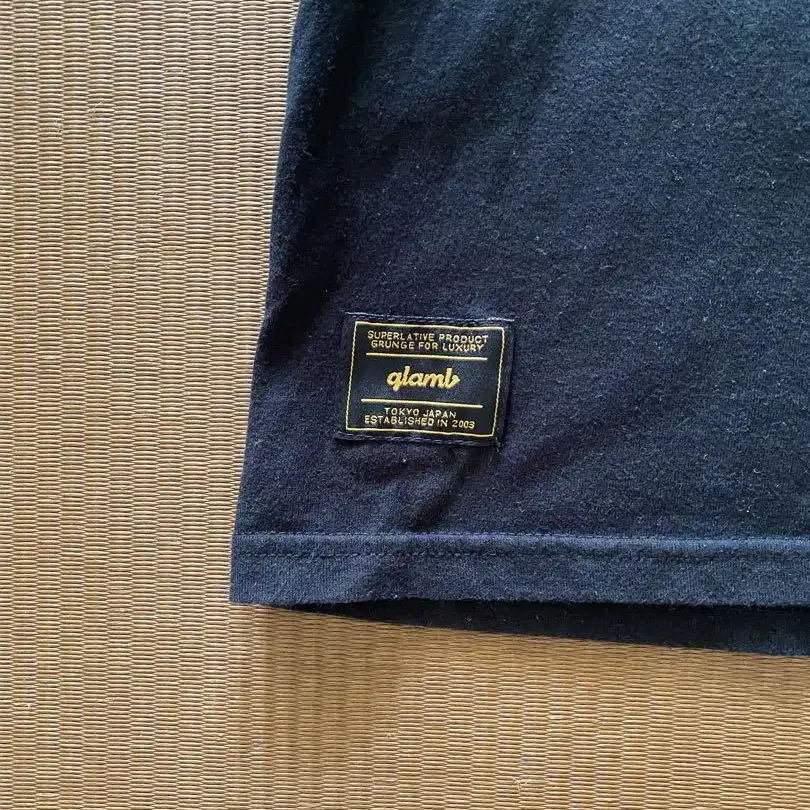 SUPERLATIVE PRODUCT
GRUNGE FOR LUXURY
glamb
TOKYO JAPAN
ESTABLISHED IN 2003